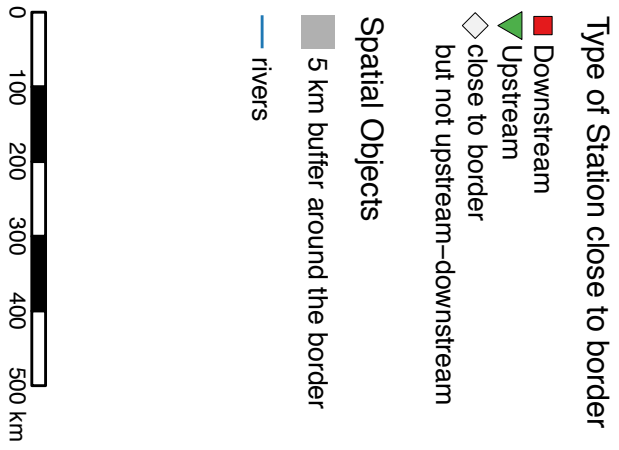 Type of Station close to border
Downstream
Upstream
close to border
but not upstream−downstream
Spatial Objects
5 km buffer around the border
rivers
0 100 200 300 400 500 km